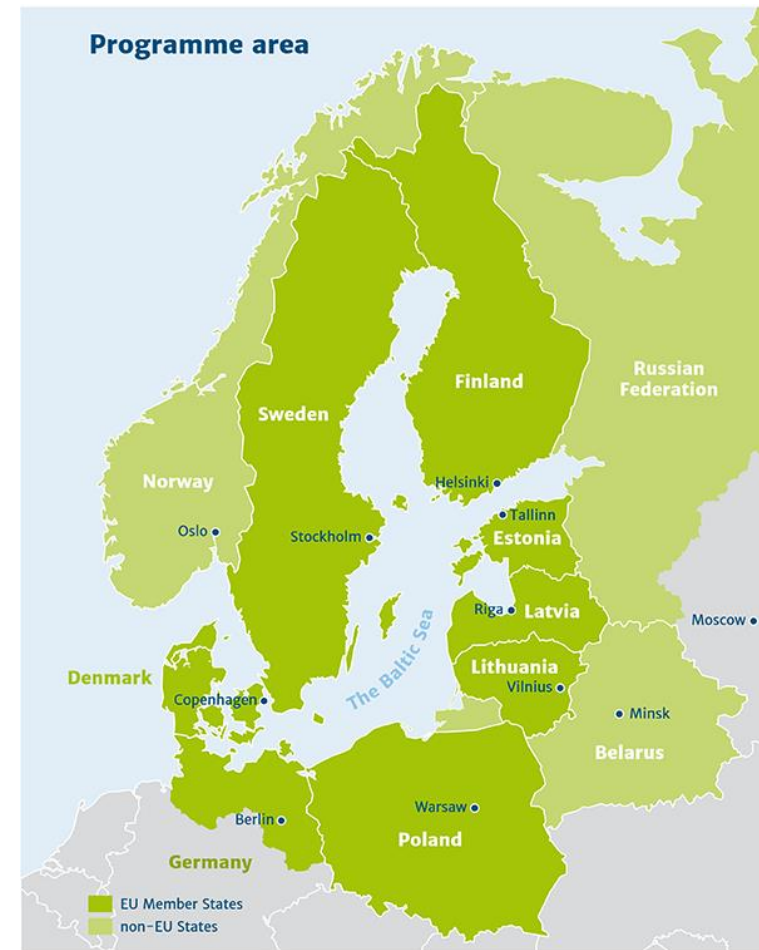 Programme area
Russian
Federation
Finland
Sweden
Norway
Helsinki
Oslo
Stockholm
Tallinn
Estonia
Riga
Latvia
Moscow
The Baltic Sea
Lithuania
Denmark
Vilnius
Copenhagen
Minsk
Belarus
Warsaw
Berlin
Poland
Germany
EU Member States
non-EU States